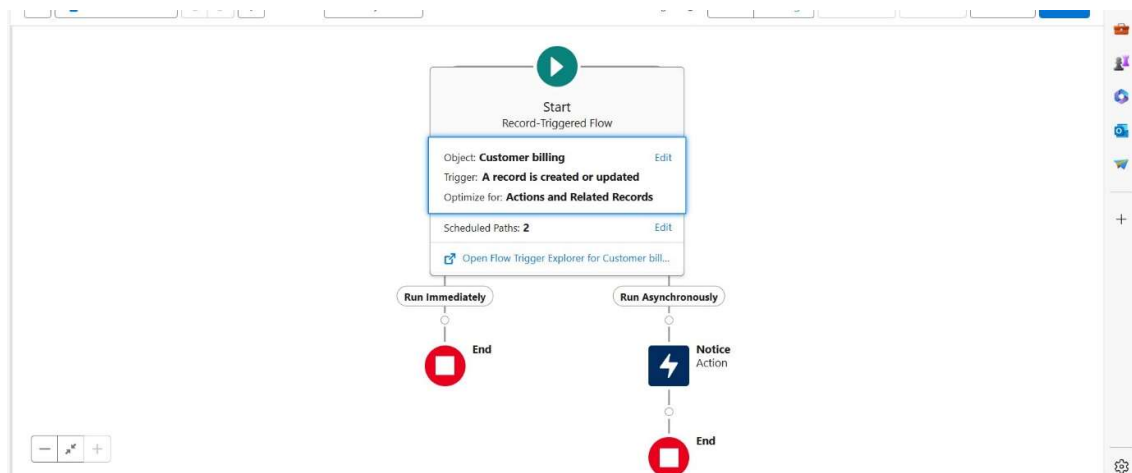 Start
Record-Triggered Flow
Object: Customer billing Edit
Trigger: A record is created or updated
Optimize for: Actions and Related Records
Scheduled Paths: 2 Edit
Open Flow Trigger Explorer for Customer bill...
Run Immediately
Run Asynchronously
End
Notice
Action
End